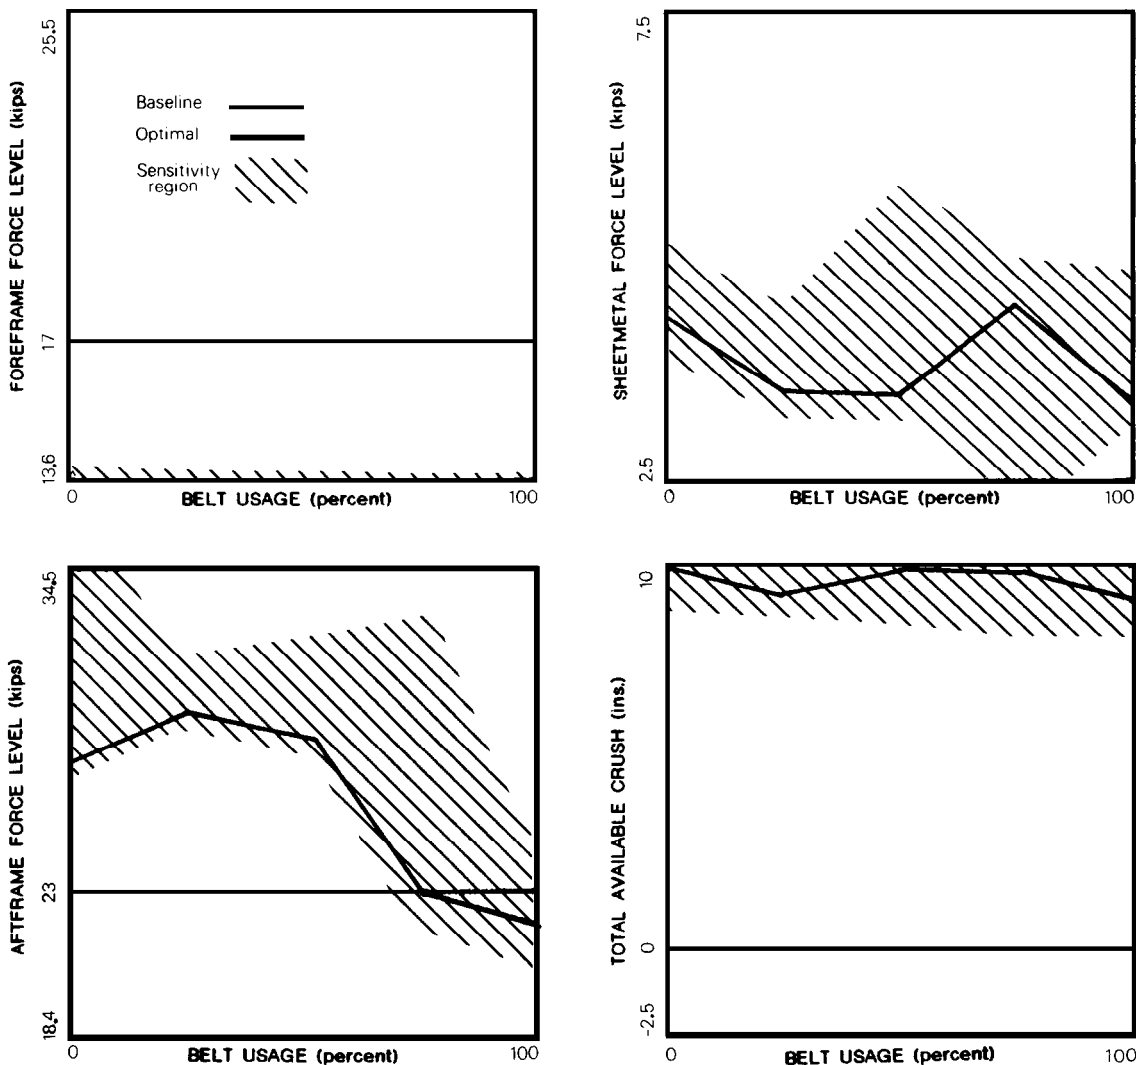 FOREFRAME FORCE LEVEL (kips)
25.5
17
13.6
Baseline
Optimal
Sensitivity
region
0
BELT USAGE (percent)
100
SHEETMETAL FORCE LEVEL (kips)
7.5
2.5
0
BELT USAGE (percent)
100
AFTFRAME FORCE LEVEL (kips)
34.5
23
18.4
0
BELT USAGE (percent)
100
TOTAL AVAILABLE CRUSH (ins.)
10
0
-2.5
0
BELT USAGE (percent)
100